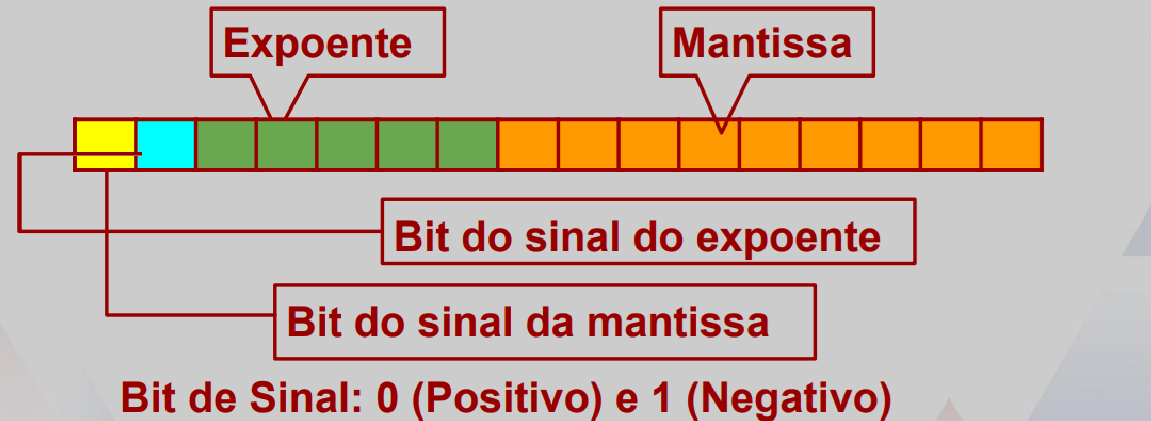 Expoente
Mantissa
Bit do sinal do expoente
Bit do sinal da mantissa
Bit de Sinal: 0 (Positivo) e 1 (Negativo)